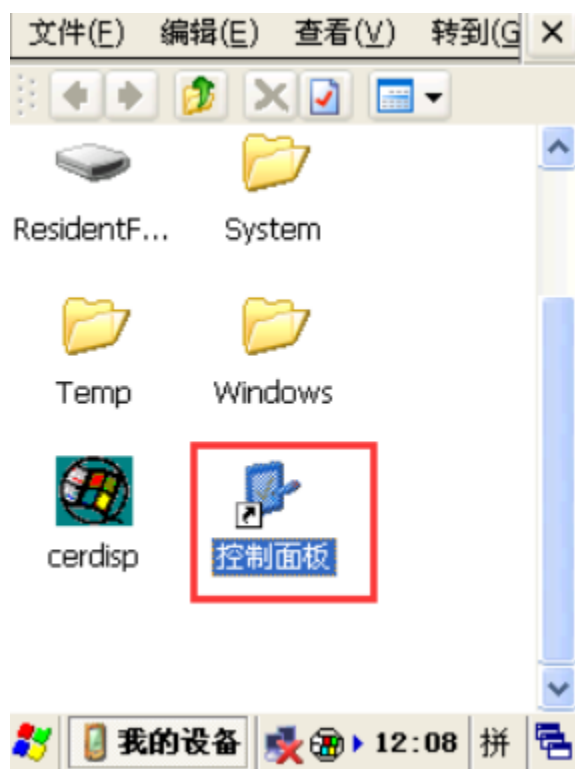 文件(F) 编辑(E) 查看(V) 转到(G
ResidentF... System
Temp Windows
cerdisp 控制面板
我的设备 12:08 拼